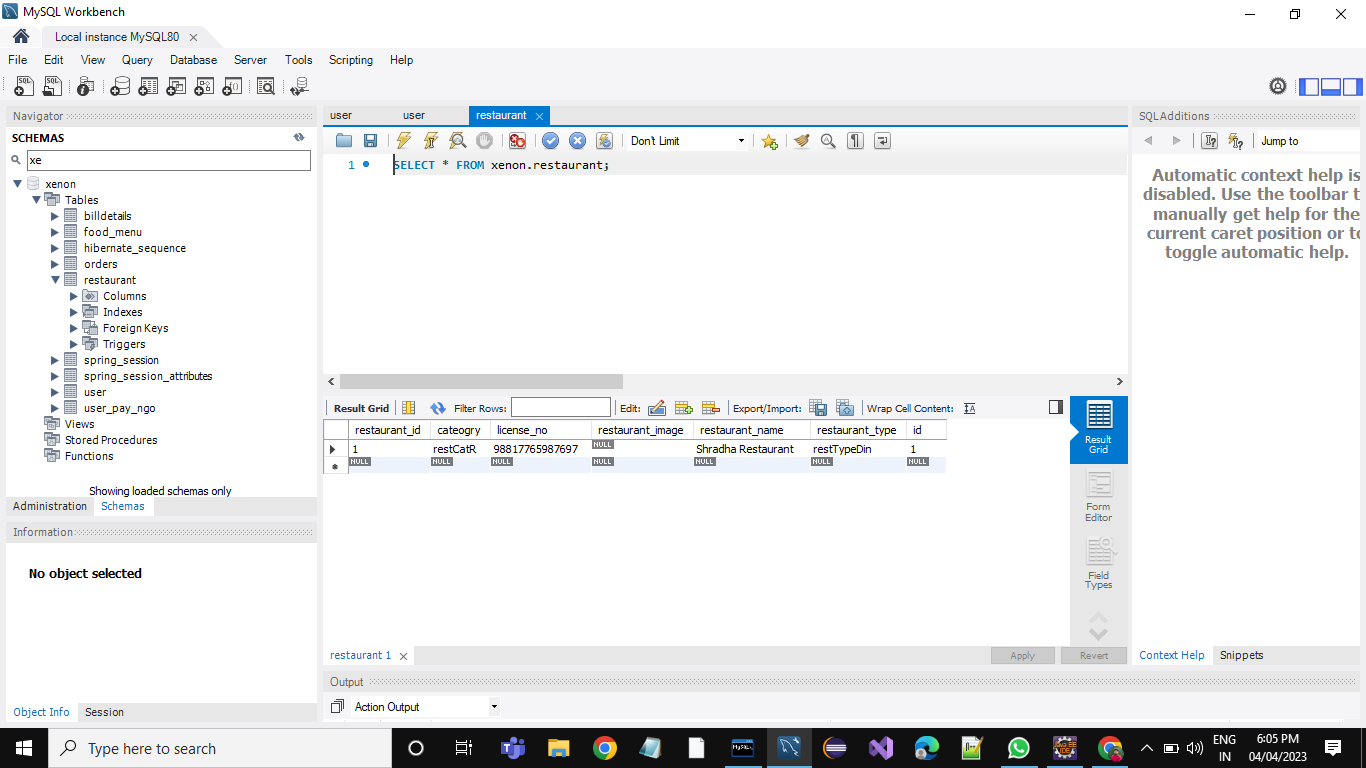 MySQL Workbench
Local instance MySQL80
File Edit View Query Database Server Tools Scripting Help
Navigator
SCHEMAS
xe
xenon
Tables
billdetails
food_menu
hibernate_sequence
orders
restaurant
Columns
Indexes
Foreign Keys
Triggers
spring_session
spring_session_attributes
user
user_pay_ngo
Views
Stored Procedures
Functions
Showing loaded schemas only
Administration Schemas
Information
No object selected
Object Info Session
user user restaurant
Don't Limit
1 SELECT * FROM xenon.restaurant;
Result Grid Filter Rows: Edit: Export/Import: Wrap Cell Content: IA
restaurant_id cateogry license_no restaurant_image restaurant_name restaurant_type id
1 restCatR 98817765987697 NULL Shradha Restaurant restTypeDin 1
NULL NULL NULL NULL NULL NULL NULL
Result
Grid
Form
Editor
Field
Types
restaurant 1
Apply Revert
Output
Action Output
SQLAdditions
Jump to
Automatic context help is
disabled. Use the toolbar t
manually get help for the
current caret position or to
toggle automatic help.
Context Help Snippets
Type here to search
ENG
IN
6:05 PM
04/04/2023